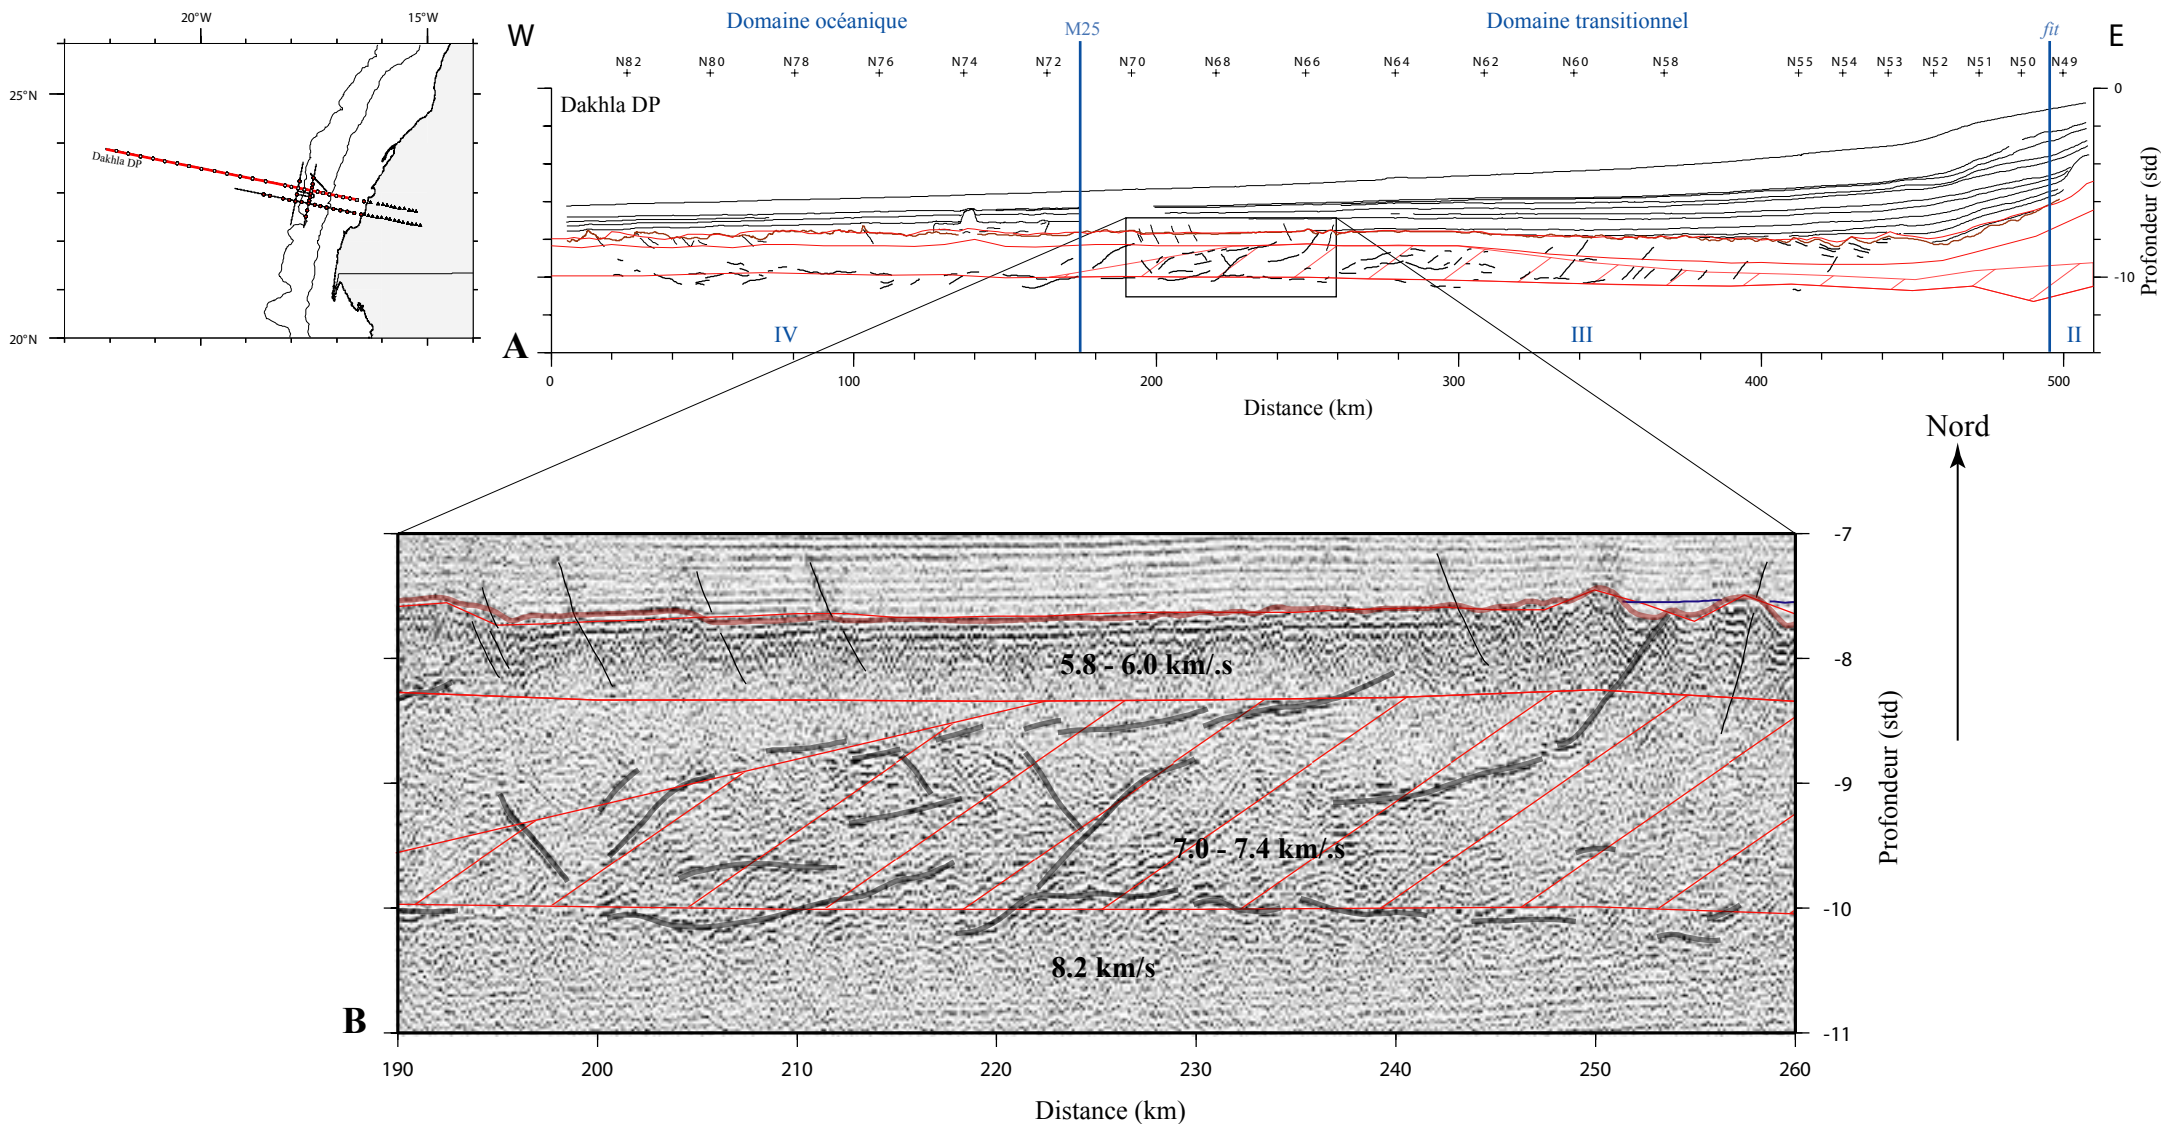 20°W 15°W
25°N
20°N
Dakhla DP
W Domaine océanique M25 Domaine transitionnel fit E
N82 N80 N78 N76 N74 N72 N70 N68 N66 N64 N62 N60 N58 N55 N54 N53 N52 N51 N50 N49
Dakhla DP
0
-10
Profondeur (std)
IV III II
A
0 100 200 300 400 500
Distance (km)
Nord
-7
-8
-9
-10
-11
Profondeur (std)
5.8 - 6.0 km/.s
7.0 - 7.4 km/.s
8.2 km/s
B
190 200 210 220 230 240 250 260
Distance (km)